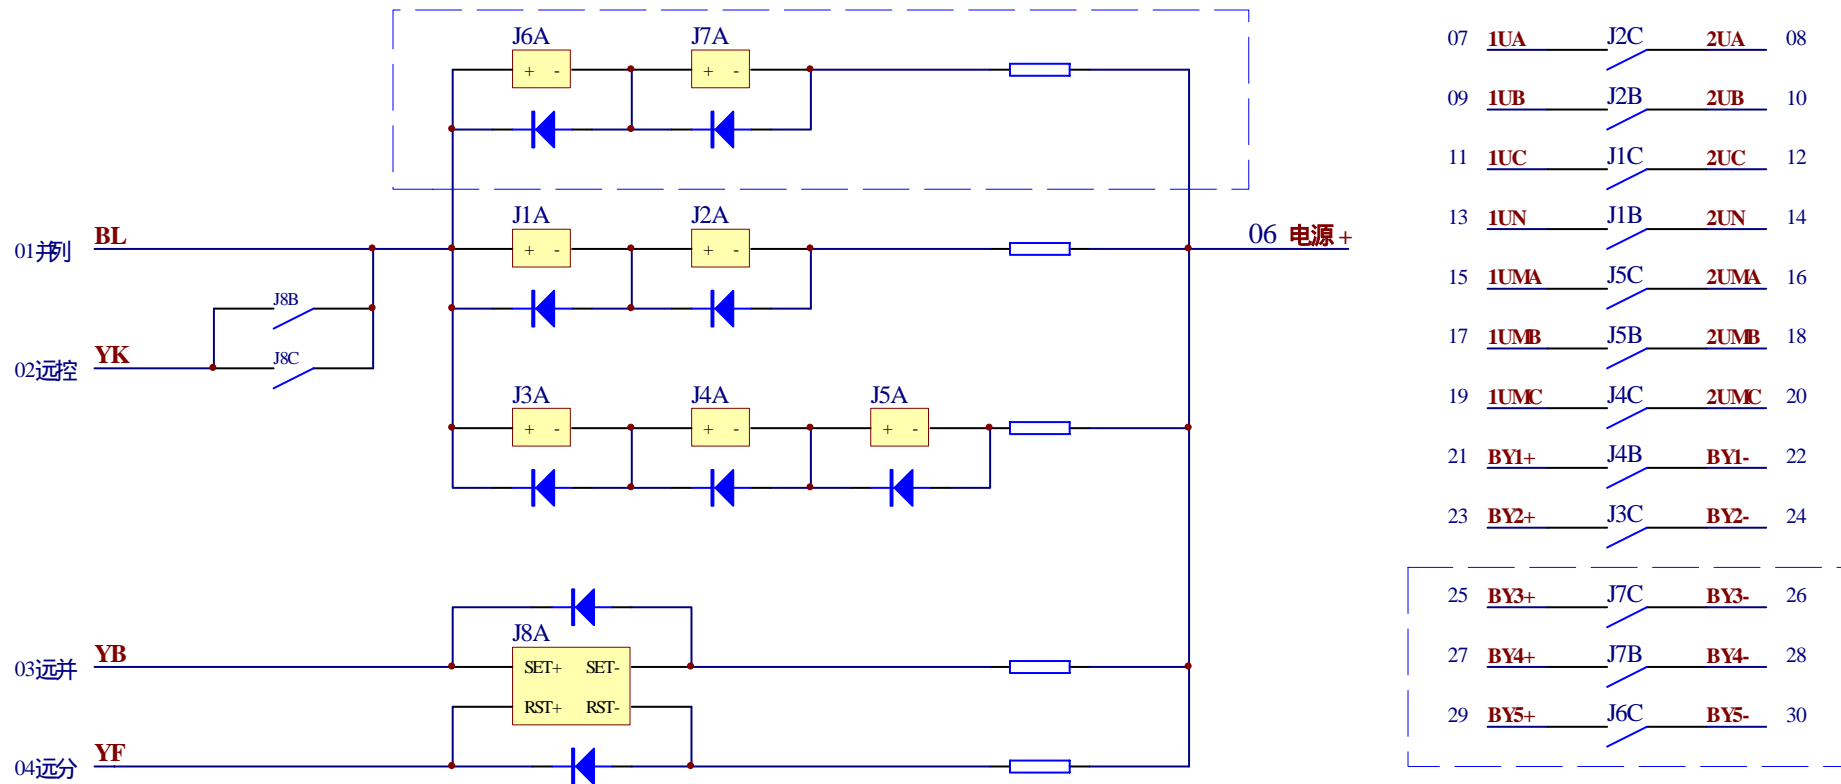 J6A J7A
+ - + -
J1A J2A
01并列 BL
+ - + -
06 电源 +
J8B
02远控 YK
J8C
J3A J4A J5A
+ - + - + -
J8A
03远并 YB
SET+ SET-
RST+ RST-
04远分 YF
07 1UA J2C 2UA 08
09 1UB J2B 2UB 10
11 1UC J1C 2UC 12
13 1UN J1B 2UN 14
15 1UMA J5C 2UMA 16
17 1UMB J5B 2UMB 18
19 1UMC J4C 2UMC 20
21 BY1+ J4B BY1- 22
23 BY2+ J3C BY2- 24
25 BY3+ J7C BY3- 26
27 BY4+ J7B BY4- 28
29 BY5+ J6C BY5- 30